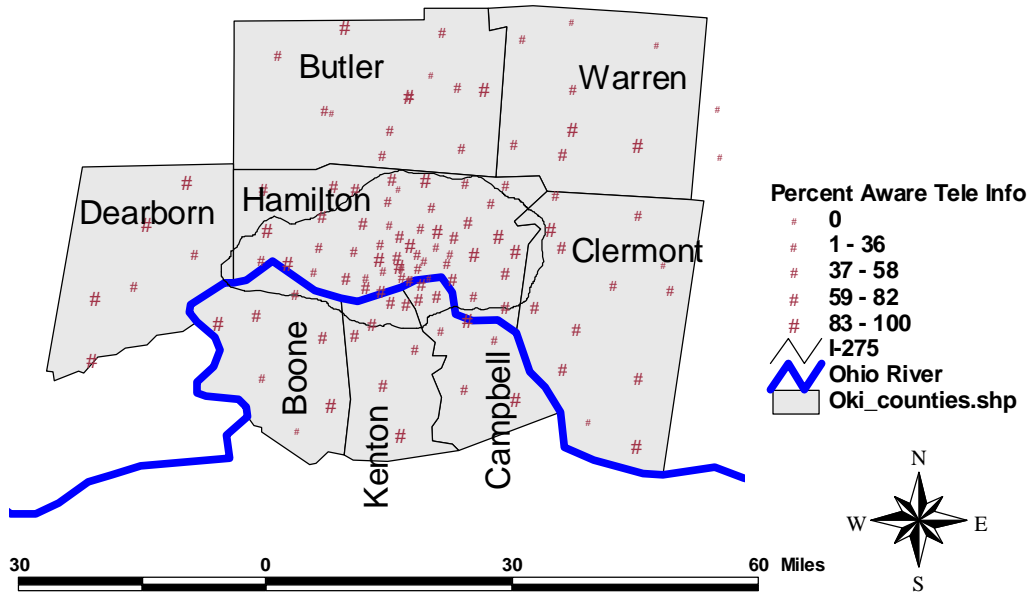 Butler
Warren
Dearborn
Hamilton
Clermont
Boone
Kenton
Campbell
Percent Aware Tele Info
# 0
# 1 - 36
# 37 - 58
# 59 - 82
# 83 - 100
I-275
Ohio River
Oki_counties.shp
N
W E
S
30 0 30 60 Miles